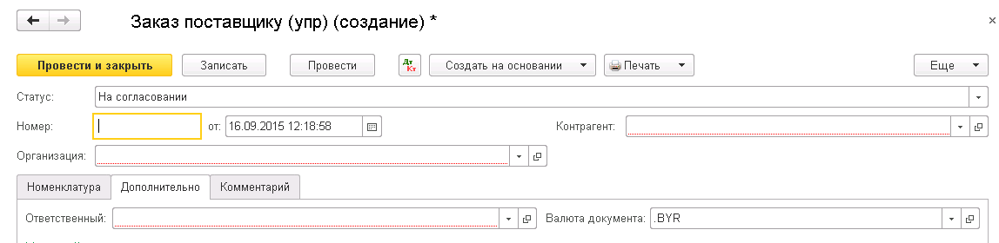 Заказ поставщику (упр) (создание) *
Провести и закрыть Записать Провести Дт Кт Создать на основании Печать Еще
Статус: На согласовании
Номер: от: 16.09.2015 12:18:58 Контрагент:
Организация:
Номенклатура Дополнительно Комментарий
Ответственный: Валюта документа: .BYR